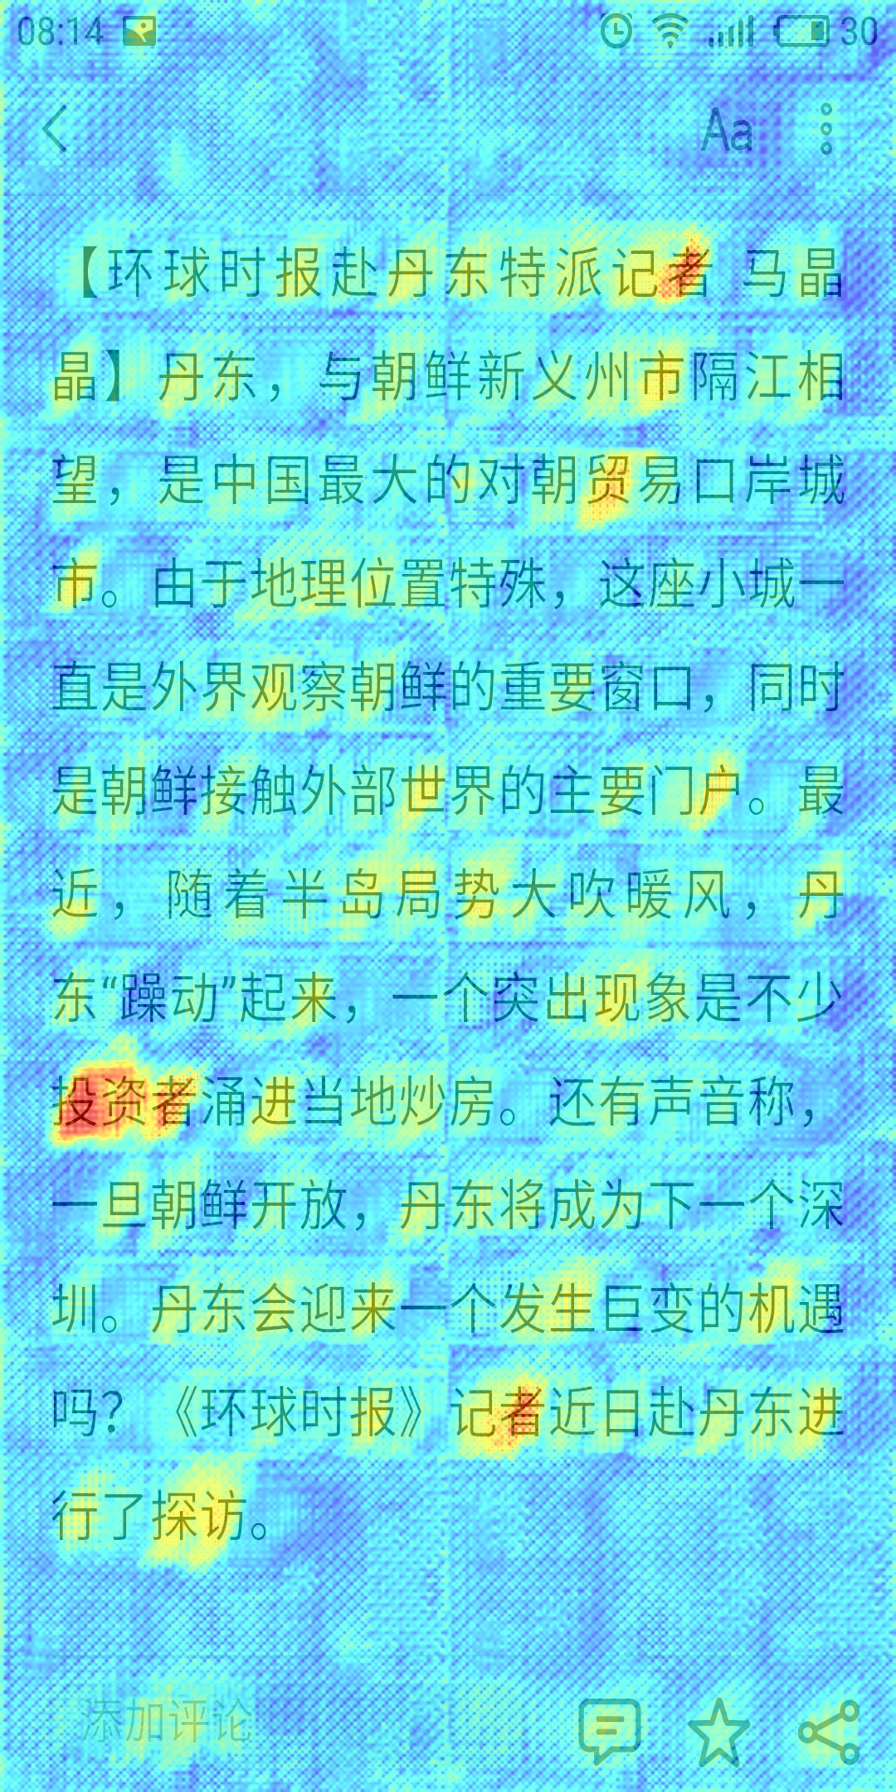 08:14 30
Aa
【环球时报赴丹东特派记者 马晶
晶】丹东，与朝鲜新义州市隔江相
望，是中国最大的对朝贸易口岸城
市。由于地理位置特殊，这座小城一
直是外界观察朝鲜的重要窗口，同时
是朝鲜接触外部世界的主要门户。最
近，随着半岛局势大吹暖风，丹
东“躁动”起来，一个突出现象是不少
投资者涌进当地炒房。还有声音称，
一旦朝鲜开放，丹东将成为下一个深
圳。丹东会迎来一个发生巨变的机遇
吗？《环球时报》记者近日赴丹东进
行了探访。
添加评论